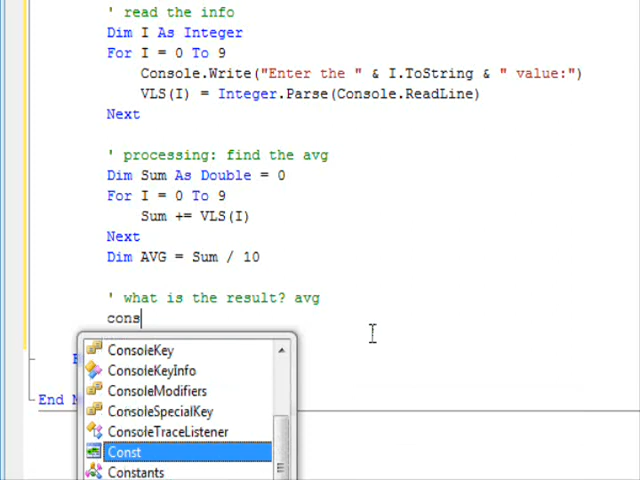 ' read the info
Dim I As Integer
For I = 0 To 9
Console.Write("Enter the " & I.ToString & " value:")
VLS(I) = Integer.Parse(Console.ReadLine)
Next
' processing: find the avg
Dim Sum As Double = 0
For I = 0 To 9
Sum += VLS(I)
Next
Dim AVG = Sum / 10
' what is the result? avg
cons
ConsoleKey
ConsoleKeyInfo
ConsoleModifiers
ConsoleSpecialKey
ConsoleTraceListener
Const
Constants
End